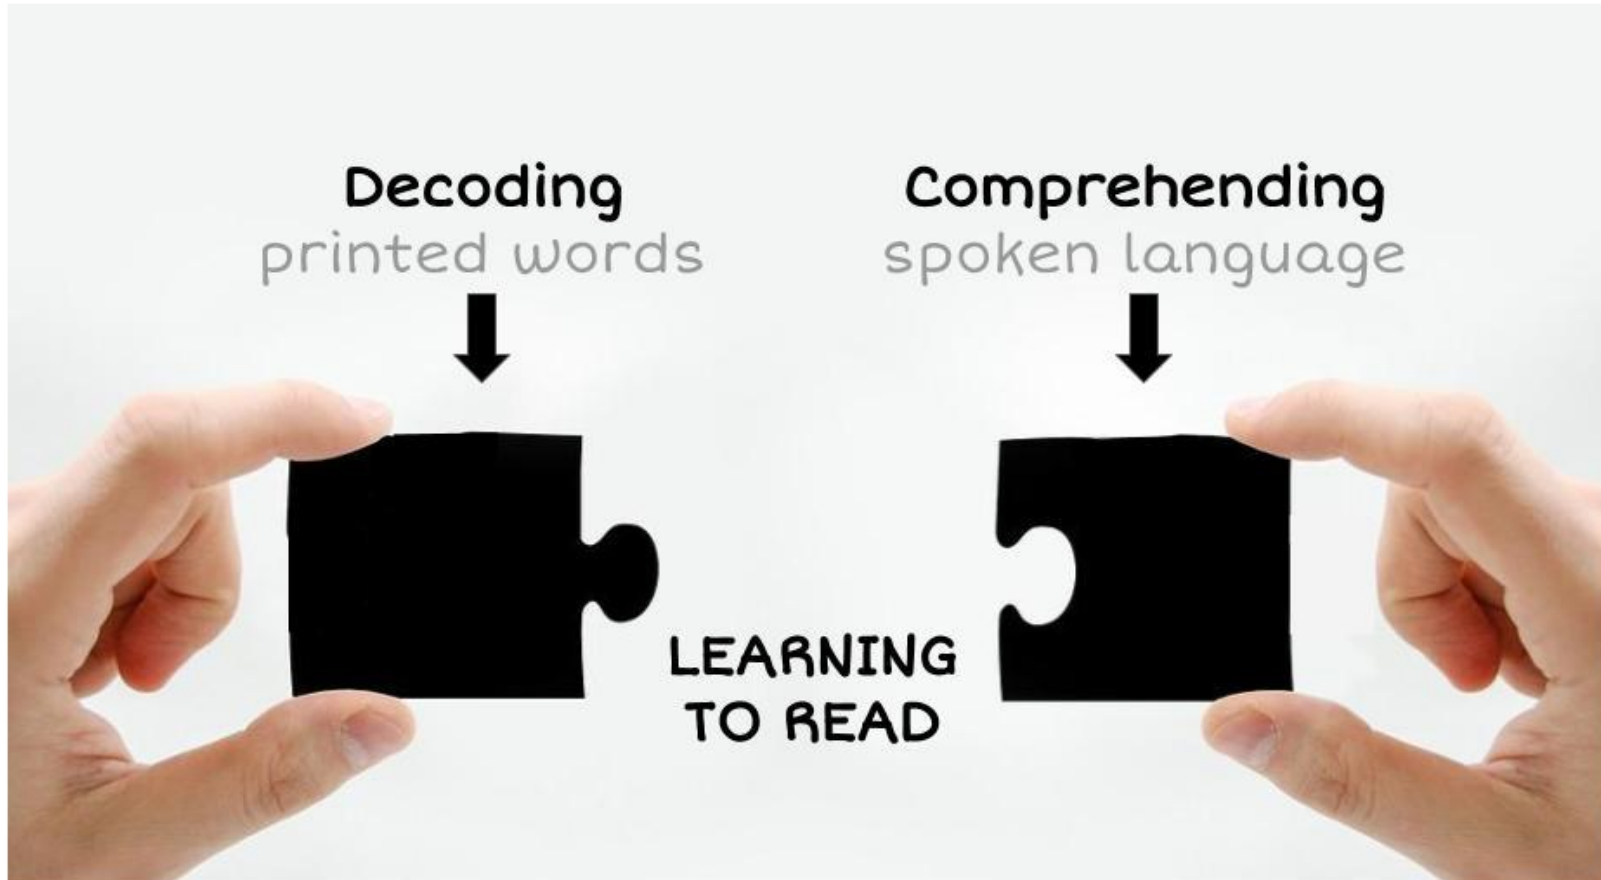 Decoding
printed words
Comprehending
spoken language
LEARNING
TO READ